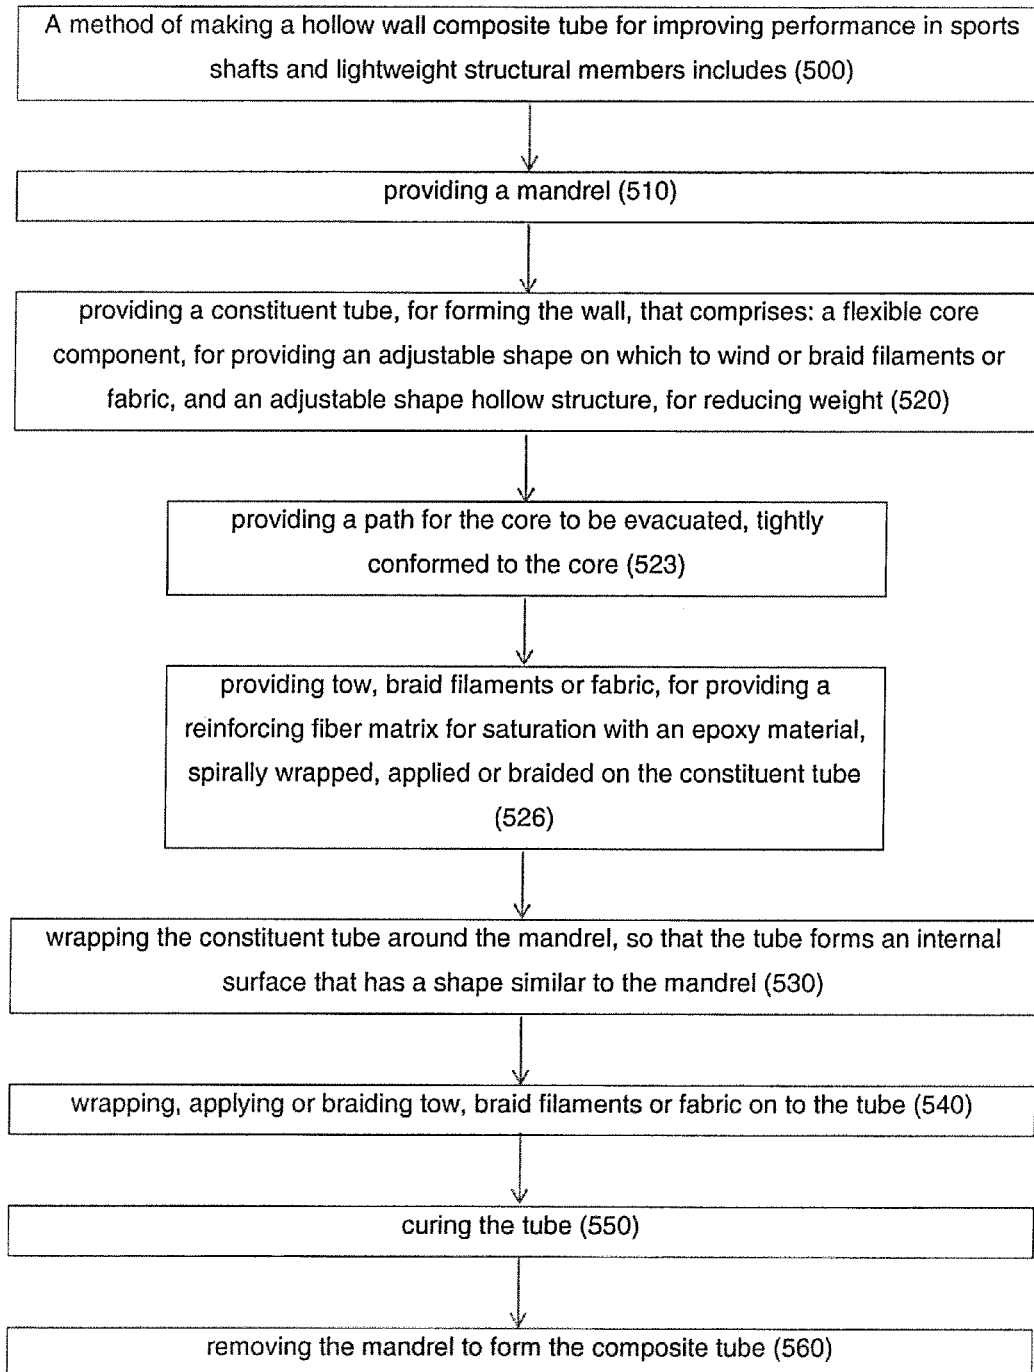 A method of making a hollow wall composite tube for improving performance in sports
shafts and lightweight structural members includes (500)
providing a mandrel (510)
providing a constituent tube, for forming the wall, that comprises: a flexible core
component, for providing an adjustable shape on which to wind or braid filaments or
fabric, and an adjustable shape hollow structure, for reducing weight (520)
providing a path for the core to be evacuated, tightly
conformed to the core (523)
providing tow, braid filaments or fabric, for providing a
reinforcing fiber matrix for saturation with an epoxy material,
spirally wrapped, applied or braided on the constituent tube
(526)
wrapping the constituent tube around the mandrel, so that the tube forms an internal
surface that has a shape similar to the mandrel (530)
wrapping, applying or braiding tow, braid filaments or fabric on to the tube (540)
curing the tube (550)
removing the mandrel to form the composite tube (560)